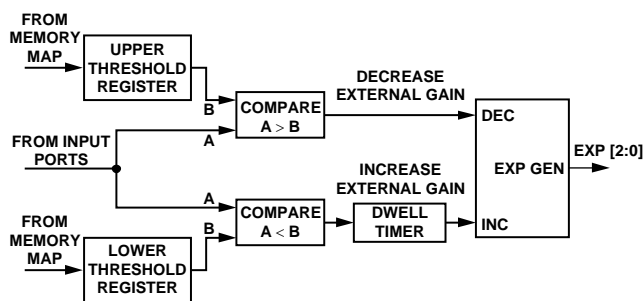 FROM
MEMORY
MAP
UPPER
THRESHOLD
REGISTER
B
A
COMPARE
A > B
DECREASE
EXTERNAL GAIN
DEC
FROM INPUT
PORTS
EXP GEN
EXP [2:0]
INCREASE
EXTERNAL GAIN
A
B
COMPARE
A < B
DWELL
TIMER
INC
FROM
MEMORY
MAP
LOWER
THRESHOLD
REGISTER